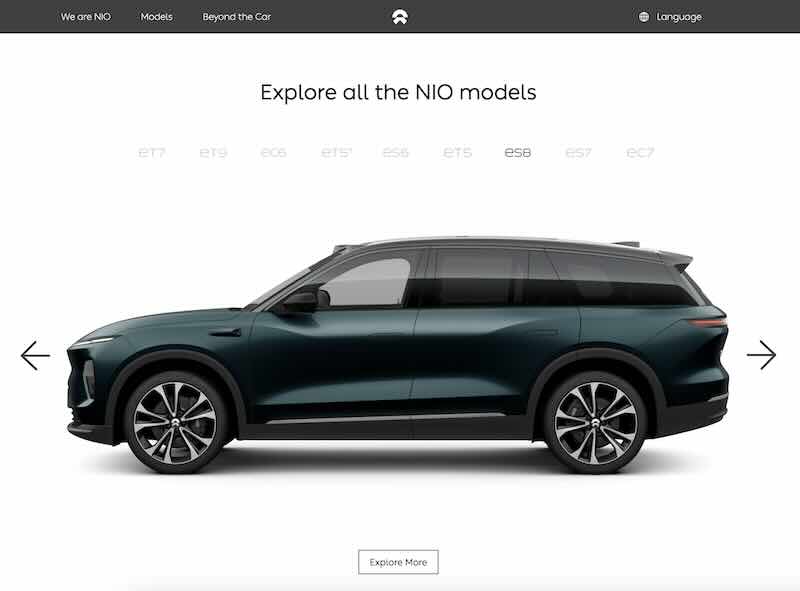 We are NIO Models Beyond the Car Language
Explore all the NIO models
eT7 eT9 eC6 eT5ᵀ eS6 eT5 eS8 eS7 eC7
Explore More